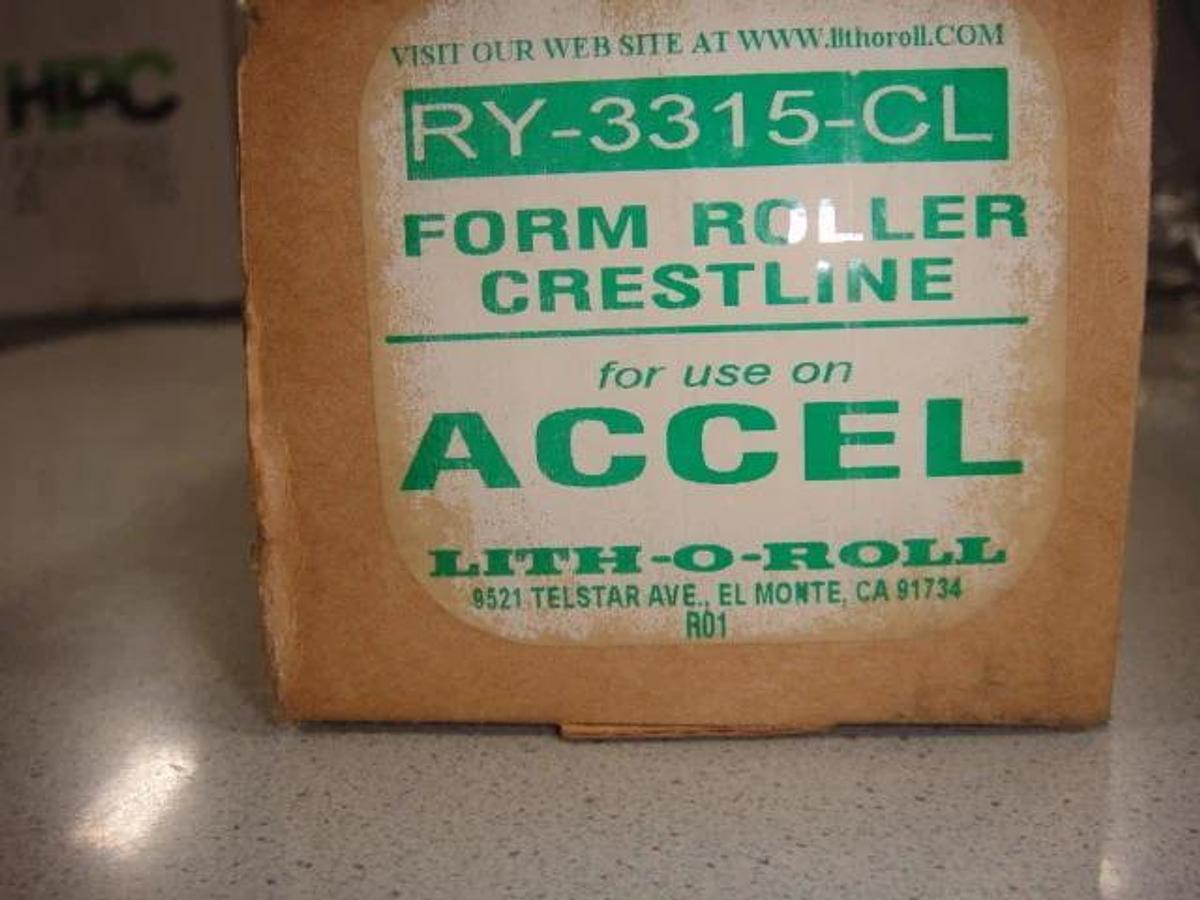 HPC
VISIT OUR WEB SITE AT WWW.lithoroll.COM
RY-3315-CL
FORM ROLLER
CRESTLINE
for use on
ACCEL
LITH-O-ROLL
9521 TELSTAR AVE., EL MONTE, CA 91734
R01